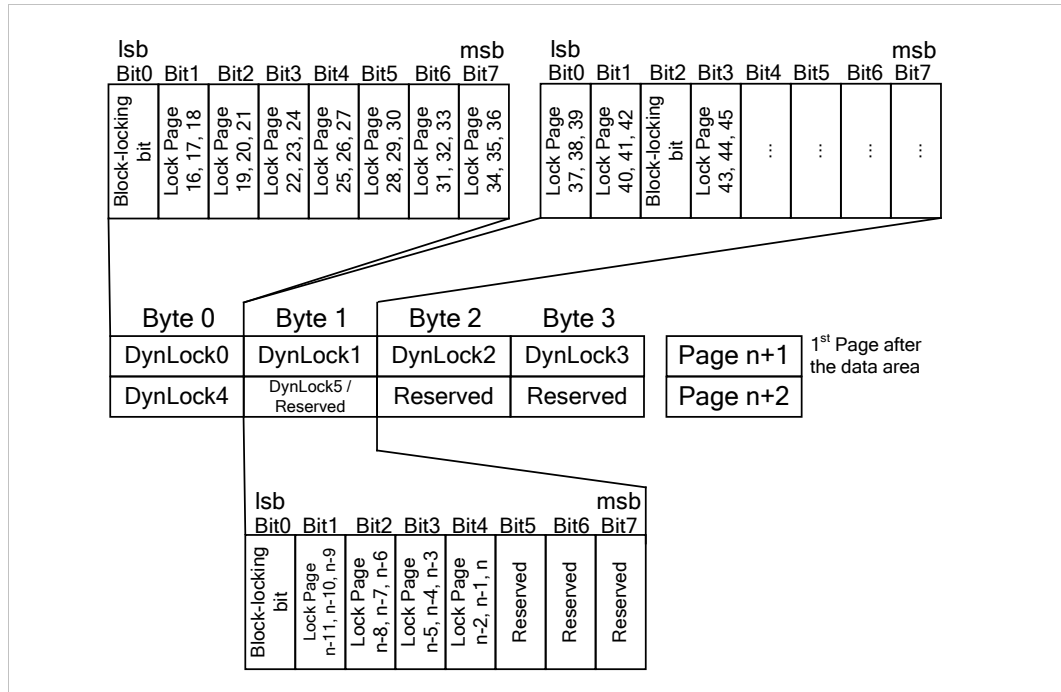 lsb msb
Bit0 Bit1 Bit2 Bit3 Bit4 Bit5 Bit6 Bit7
Block-locking
bit
Lock Page
16, 17, 18
Lock Page
19, 20, 21
Lock Page
22, 23, 24
Lock Page
25, 26, 27
Lock Page
28, 29, 30
Lock Page
31, 32, 33
Lock Page
34, 35, 36
lsb msb
Bit0 Bit1 Bit2 Bit3 Bit4 Bit5 Bit6 Bit7
Lock Page
37, 38, 39
Lock Page
40, 41, 42
Block-locking
bit
Lock Page
43, 44, 45
...
...
...
...
Byte 0 Byte 1 Byte 2 Byte 3
DynLock0 DynLock1 DynLock2 DynLock3 Page n+1
1st Page after
the data area
DynLock4
DynLock5 /
Reserved
Reserved Reserved Page n+2
lsb msb
Bit0 Bit1 Bit2 Bit3 Bit4 Bit5 Bit6 Bit7
Block-locking
bit
Lock Page
n-11, n-10, n-9
Lock Page
n-8, n-7, n-6
Lock Page
n-5, n-4, n-3
Lock Page
n-2, n-1, n
Reserved
Reserved
Reserved